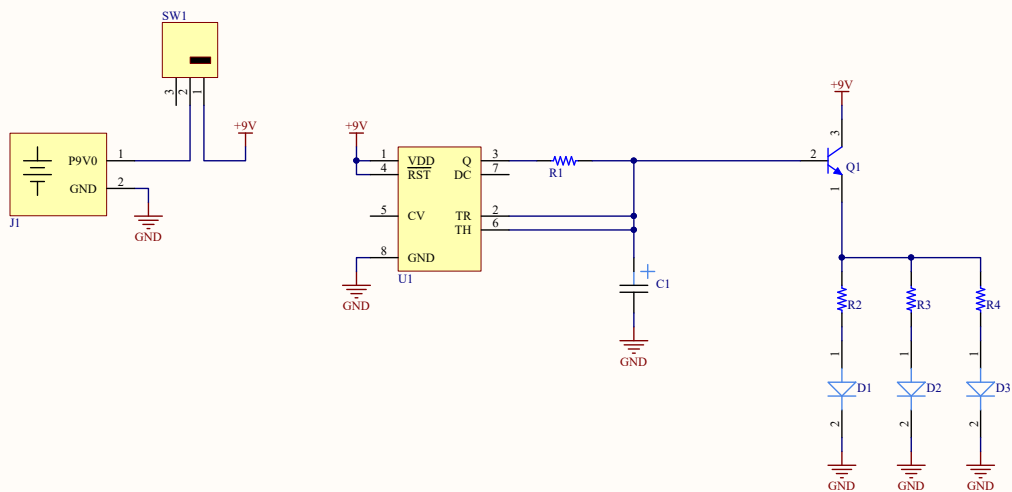 SW1
3 2 1
P9V0 1
GND 2
J1
GND
+9V
+9V
1 VDD Q 3
4 RST DC 7
5 CV TR 2
TH 6
8 GND
U1
GND
R1
+
C1
GND
+9V
3
2 Q1
1
R2 R3 R4
1 1 1
D1 D2 D3
2 2 2
GND GND GND